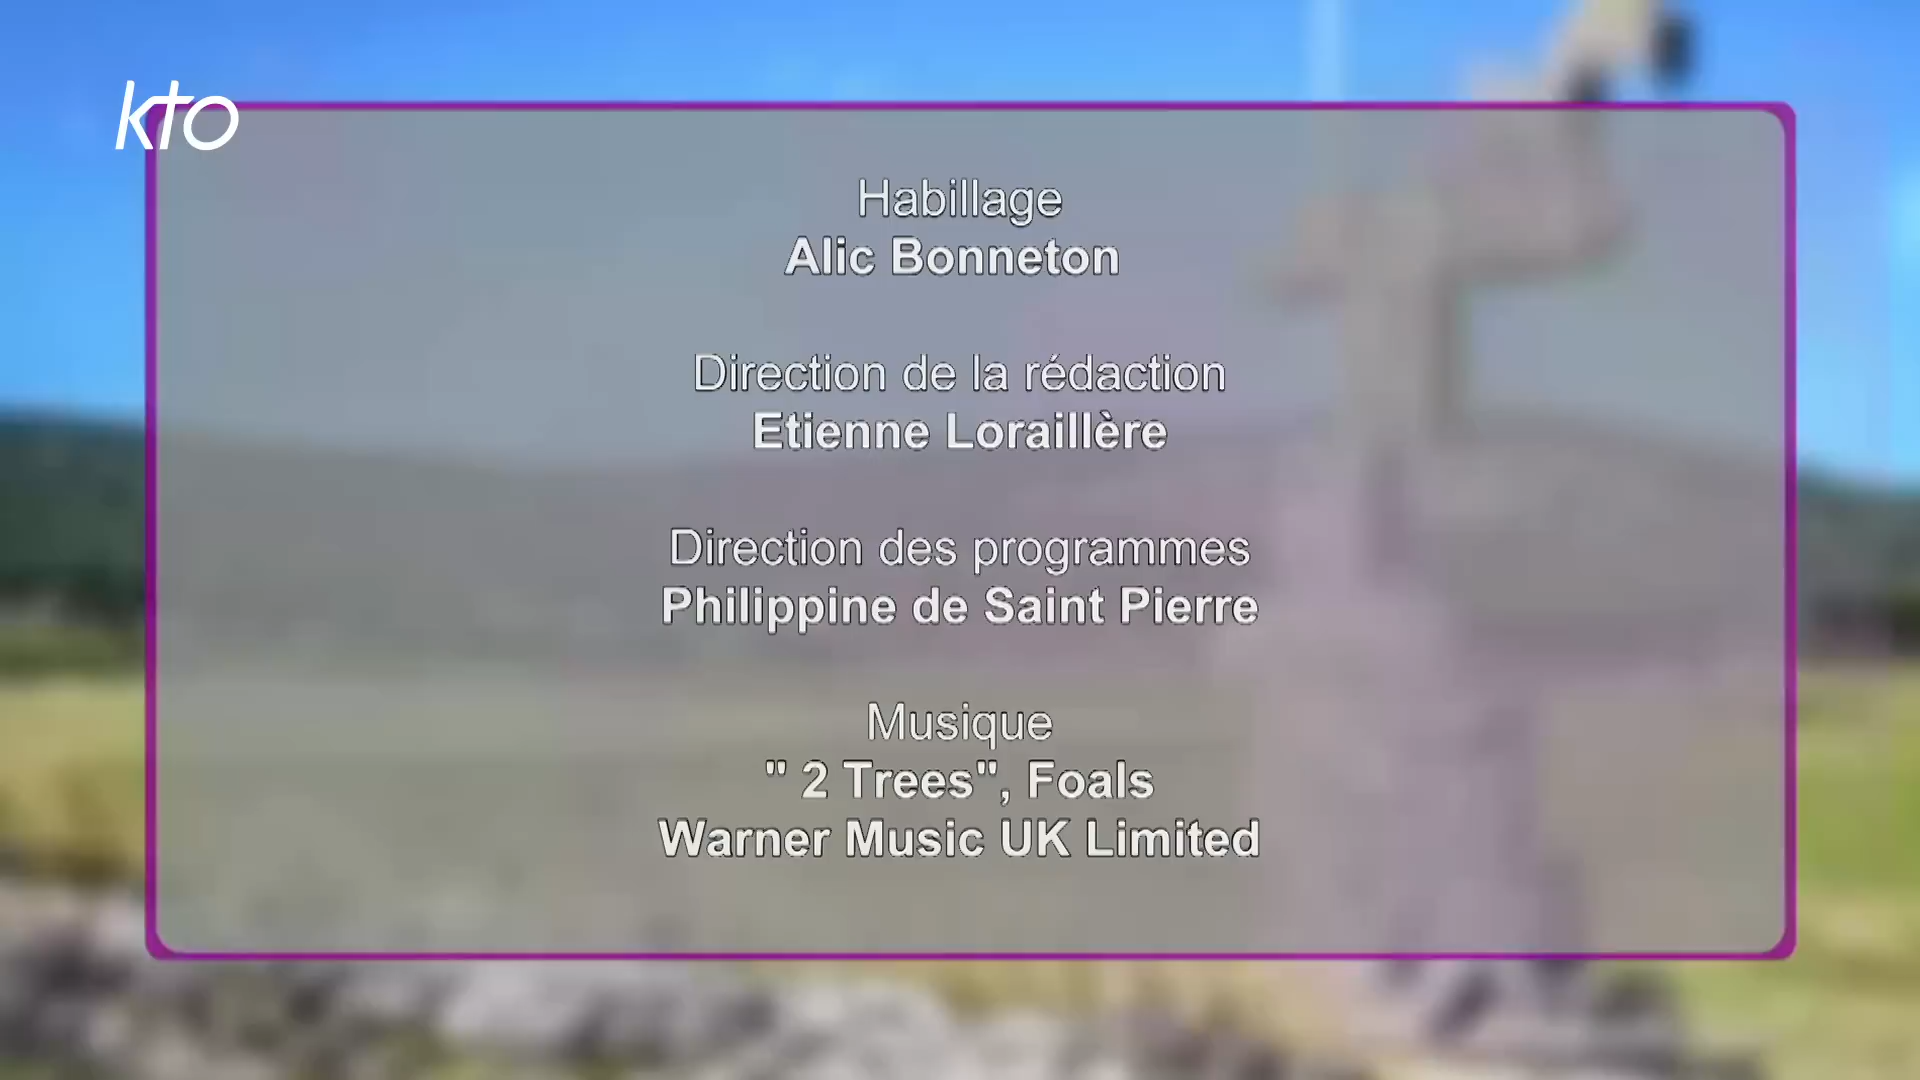 kto
Habillage
Alic Bonneton
Direction de la rédaction
Etienne Loraillère
Direction des programmes
Philippine de Saint Pierre
Musique
" 2 Trees", Foals
Warner Music UK Limited